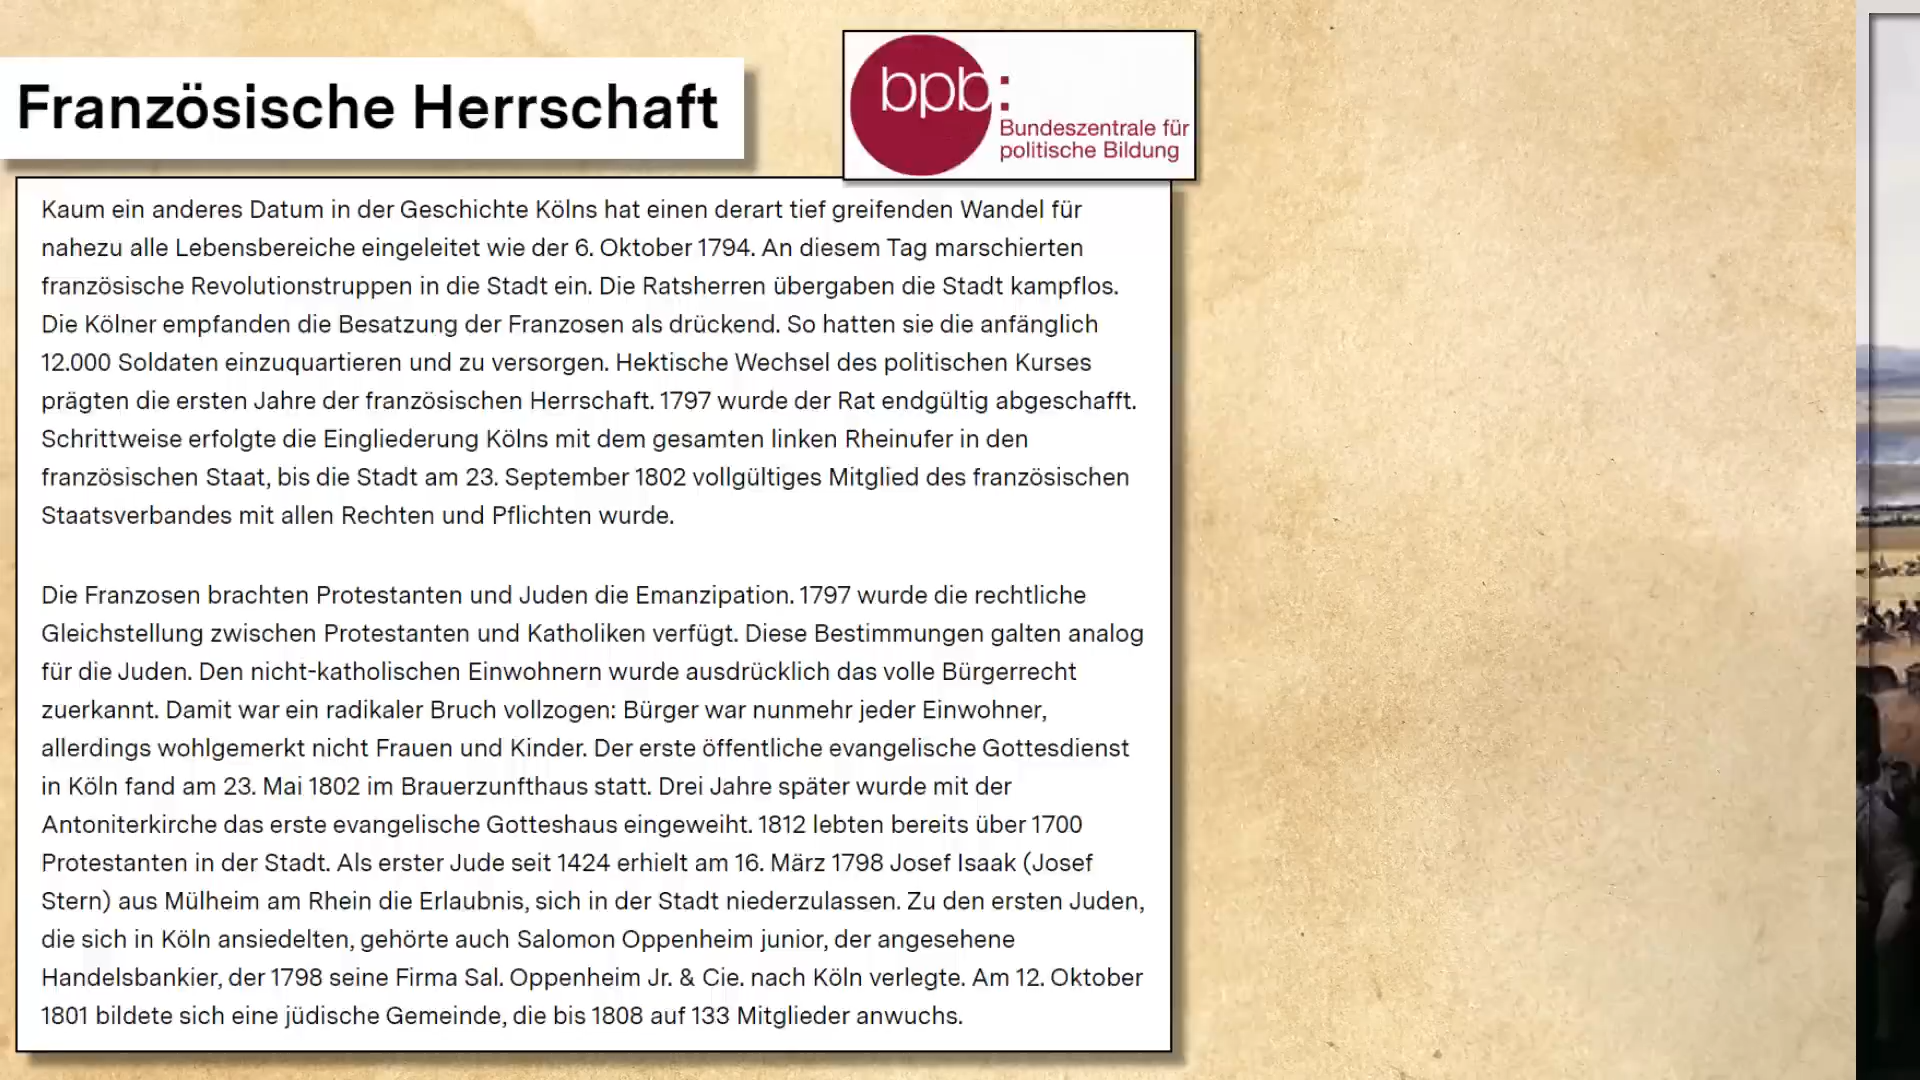 Französische Herrschaft
bpb:
Bundeszentrale für
politische Bildung
Kaum ein anderes Datum in der Geschichte Kölns hat einen derart tief greifenden Wandel für
nahezu alle Lebensbereiche eingeleitet wie der 6. Oktober 1794. An diesem Tag marschierten
französische Revolutionstruppen in die Stadt ein. Die Ratsherren übergaben die Stadt kampflos.
Die Kölner empfanden die Besatzung der Franzosen als drückend. So hatten sie die anfänglich
12.000 Soldaten einzuquartieren und zu versorgen. Hektische Wechsel des politischen Kurses
prägten die ersten Jahre der französischen Herrschaft. 1797 wurde der Rat endgültig abgeschafft.
Schrittweise erfolgte die Eingliederung Kölns mit dem gesamten linken Rheinufer in den
französischen Staat, bis die Stadt am 23. September 1802 vollgültiges Mitglied des französischen
Staatsverbandes mit allen Rechten und Pflichten wurde.
Die Franzosen brachten Protestanten und Juden die Emanzipation. 1797 wurde die rechtliche
Gleichstellung zwischen Protestanten und Katholiken verfügt. Diese Bestimmungen galten analog
für die Juden. Den nicht-katholischen Einwohnern wurde ausdrücklich das volle Bürgerrecht
zuerkannt. Damit war ein radikaler Bruch vollzogen: Bürger war nunmehr jeder Einwohner,
allerdings wohlgemerkt nicht Frauen und Kinder. Der erste öffentliche evangelische Gottesdienst
in Köln fand am 23. Mai 1802 im Brauerzunfthaus statt. Drei Jahre später wurde mit der
Antoniterkirche das erste evangelische Gotteshaus eingeweiht. 1812 lebten bereits über 1700
Protestanten in der Stadt. Als erster Jude seit 1424 erhielt am 16. März 1798 Josef Isaak (Josef
Stern) aus Mülheim am Rhein die Erlaubnis, sich in der Stadt niederzulassen. Zu den ersten Juden,
die sich in Köln ansiedelten, gehörte auch Salomon Oppenheim junior, der angesehene
Handelsbankier, der 1798 seine Firma Sal. Oppenheim Jr. & Cie. nach Köln verlegte. Am 12. Oktober
1801 bildete sich eine jüdische Gemeinde, die bis 1808 auf 133 Mitglieder anwuchs.